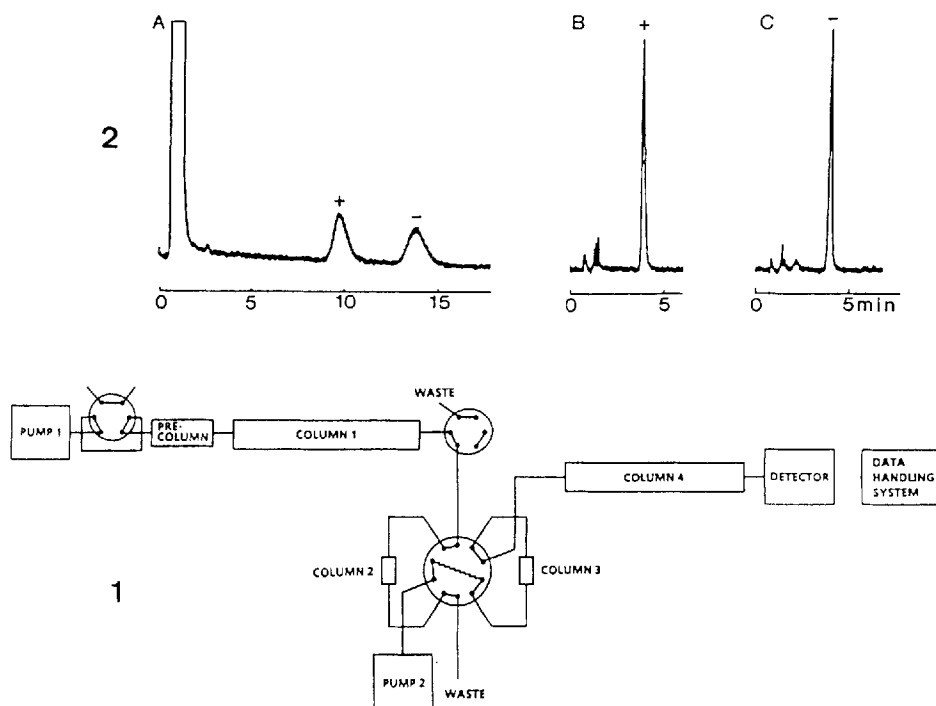 A
B
C
+
−
2
+
−
0 5 10 15
0 5
0 5min
WASTE
PUMP 1
PRE-
COLUMN
COLUMN 1
COLUMN 4
DETECTOR
DATA
HANDLING
SYSTEM
COLUMN 2
COLUMN 3
1
PUMP 2
WASTE